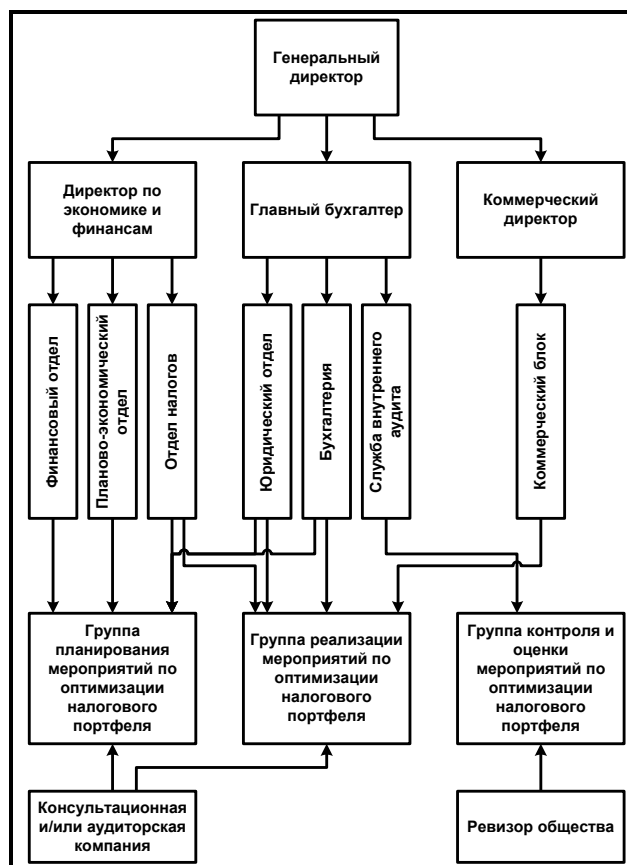 Генеральный
директор
Директор по
экономике и
финансам
Главный бухгалтер
Коммерческий
директор
Финансовый отдел
Планово-экономический
отдел
Отдел налогов
Юридический отдел
Бухгалтерия
Служба внутреннего
аудита
Коммерческий блок
Группа
планирования
мероприятий по
оптимизации
налогового
портфеля
Группа реализации
мероприятий по
оптимизации
налогового
портфеля
Группа контроля и
оценки
мероприятий по
оптимизации
налогового
портфеля
Консультационная
и/или аудиторская
компания
Ревизор общества